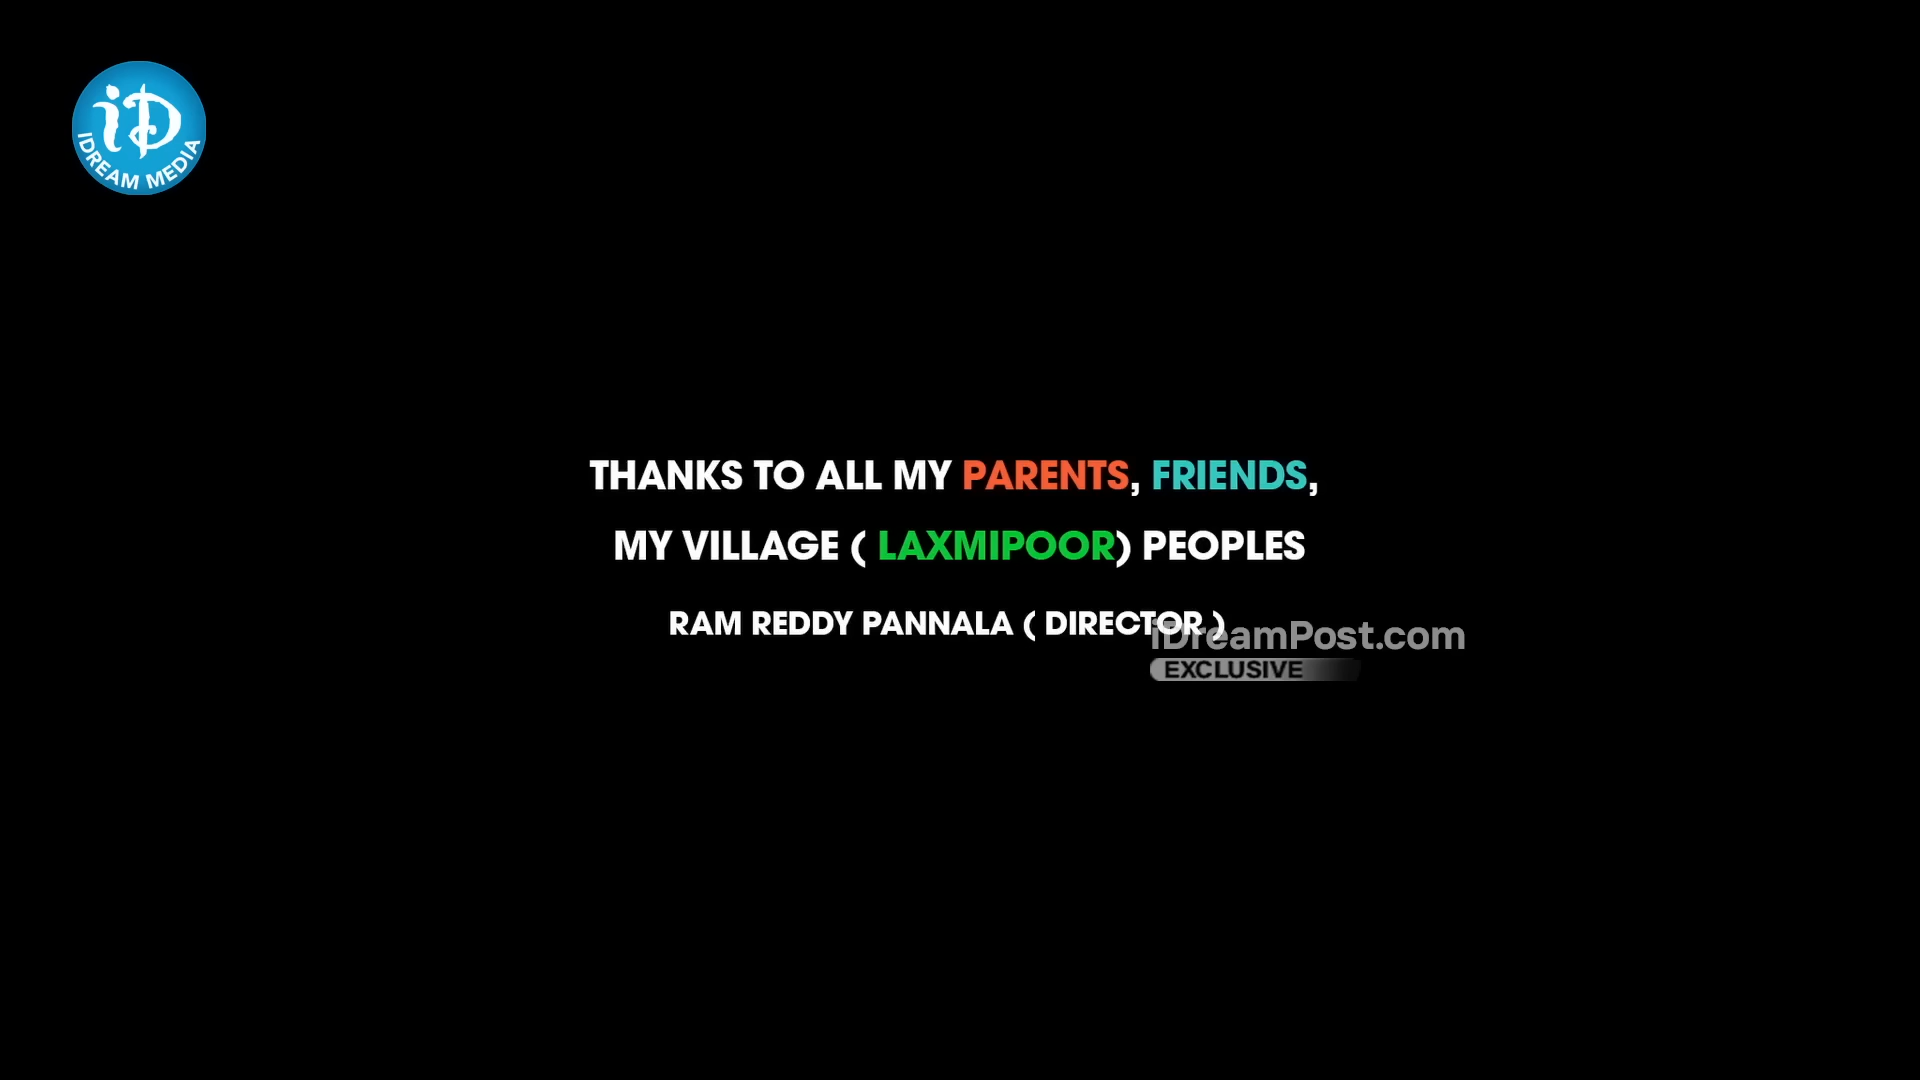 iD
IDREAM MEDIA
THANKS TO ALL MY PARENTS, FRIENDS,
MY VILLAGE ( LAXMIPOOR) PEOPLES
RAM REDDY PANNALA ( DIRECTOR )
iDreamPost.com
EXCLUSIVE